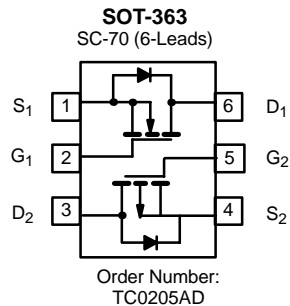 SOT-363
SC-70 (6-Leads)
S1 1 6 D1
G1 2 5 G2
D2 3 4 S2
Order Number:
TC0205AD